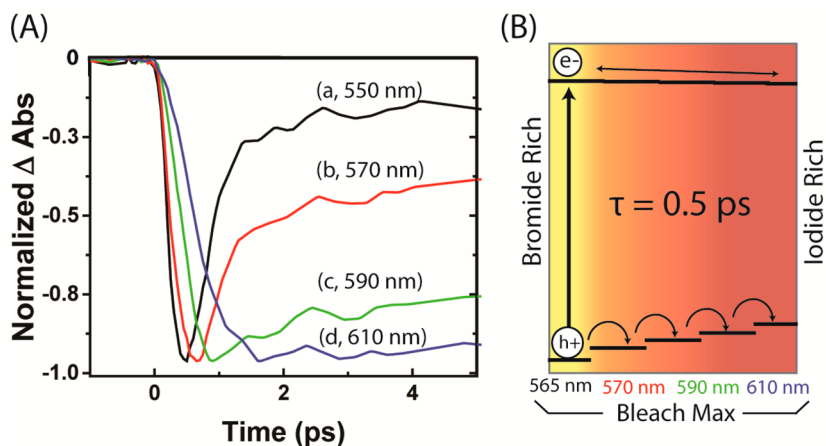 (A)
Normalized Δ Abs
0
-0.3
-0.5
-0.8
-1.0
(a, 550 nm)
(b, 570 nm)
(c, 590 nm)
(d, 610 nm)
0
2
4
Time (ps)
(B)
Bromide Rich
e-
τ = 0.5 ps
h+
Iodide Rich
565 nm 570 nm 590 nm 610 nm
Bleach Max